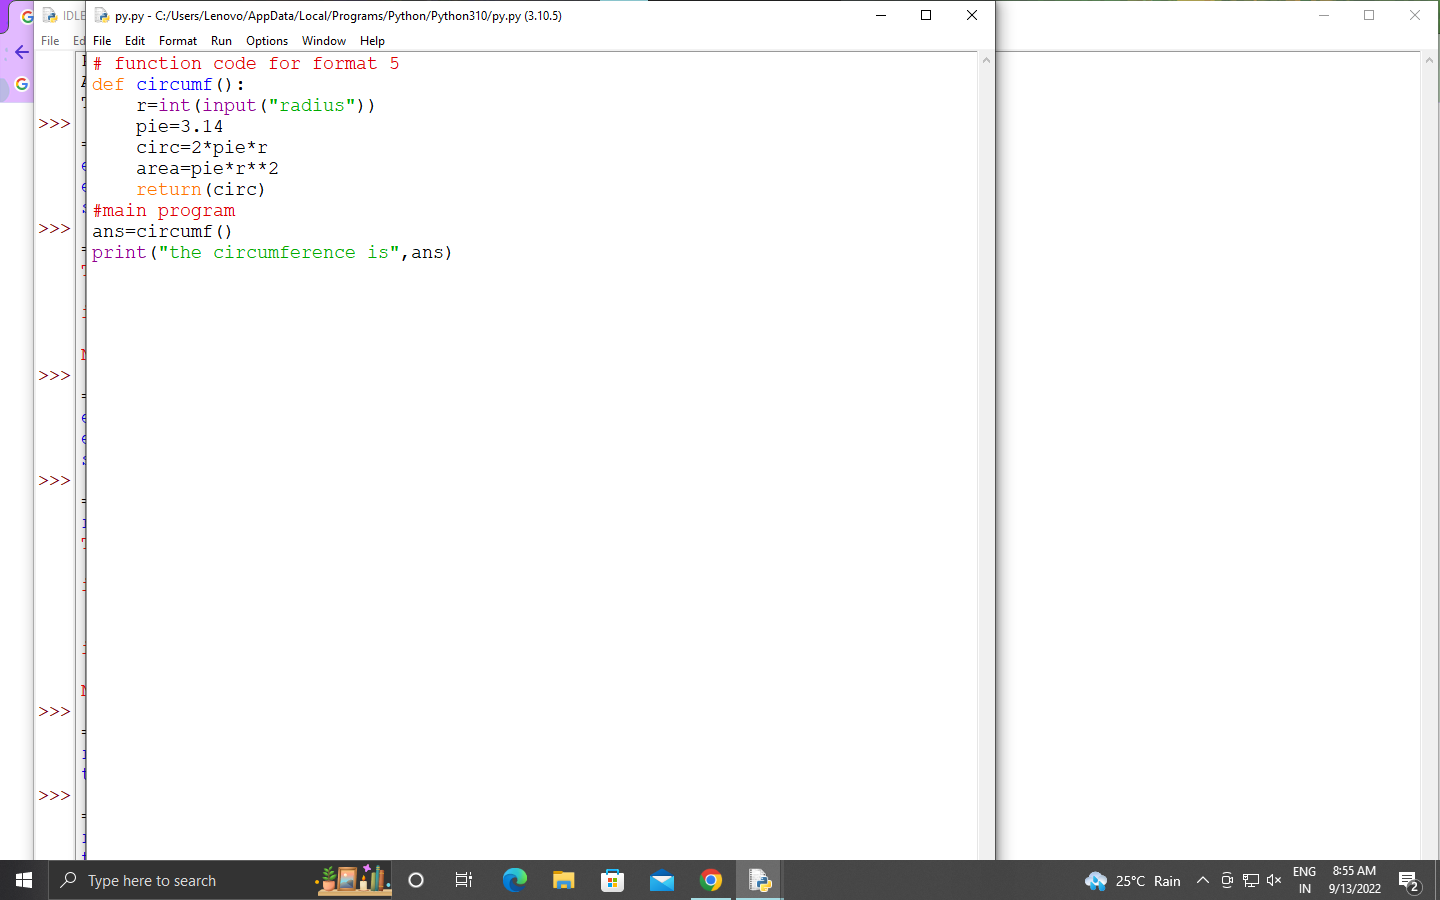 IDLE
py.py - C:/Users/Lenovo/AppData/Local/Programs/Python/Python310/py.py (3.10.5)
File
File Edit Format Run Options Window Help
# function code for format 5
def circumf():
    r=int(input("radius"))
    pie=3.14
    circ=2*pie*r
    area=pie*r**2
    return(circ)
#main program
ans=circumf()
print("the circumference is",ans)
>>>
>>>
>>>
>>>
>>>
>>>
Type here to search
25°C Rain
ENG
IN
8:55 AM
9/13/2022
2